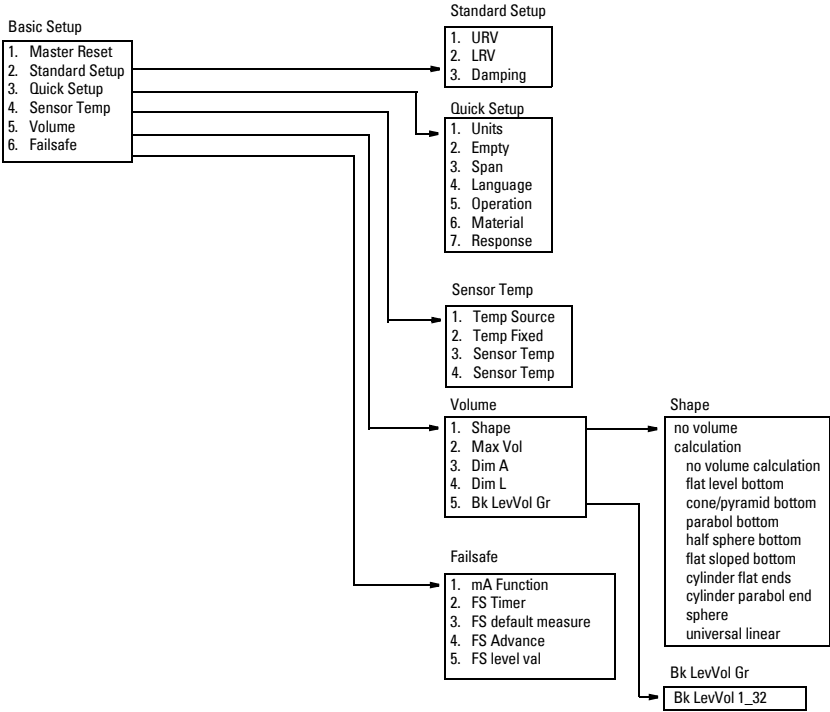 Basic Setup
1. Master Reset
2. Standard Setup
3. Quick Setup
4. Sensor Temp
5. Volume
6. Failsafe
Standard Setup
1. URV
2. LRV
3. Damping
Quick Setup
1. Units
2. Empty
3. Span
4. Language
5. Operation
6. Material
7. Response
Sensor Temp
1. Temp Source
2. Temp Fixed
3. Sensor Temp
4. Sensor Temp
Volume
1. Shape
2. Max Vol
3. Dim A
4. Dim L
5. Bk LevVol Gr
Shape
no volume
calculation
no volume calculation
flat level bottom
cone/pyramid bottom
parabol bottom
half sphere bottom
flat sloped bottom
cylinder flat ends
cylinder parabol end
sphere
universal linear
Failsafe
1. mA Function
2. FS Timer
3. FS default measure
4. FS Advance
5. FS level val
Bk LevVol Gr
Bk LevVol 1_32